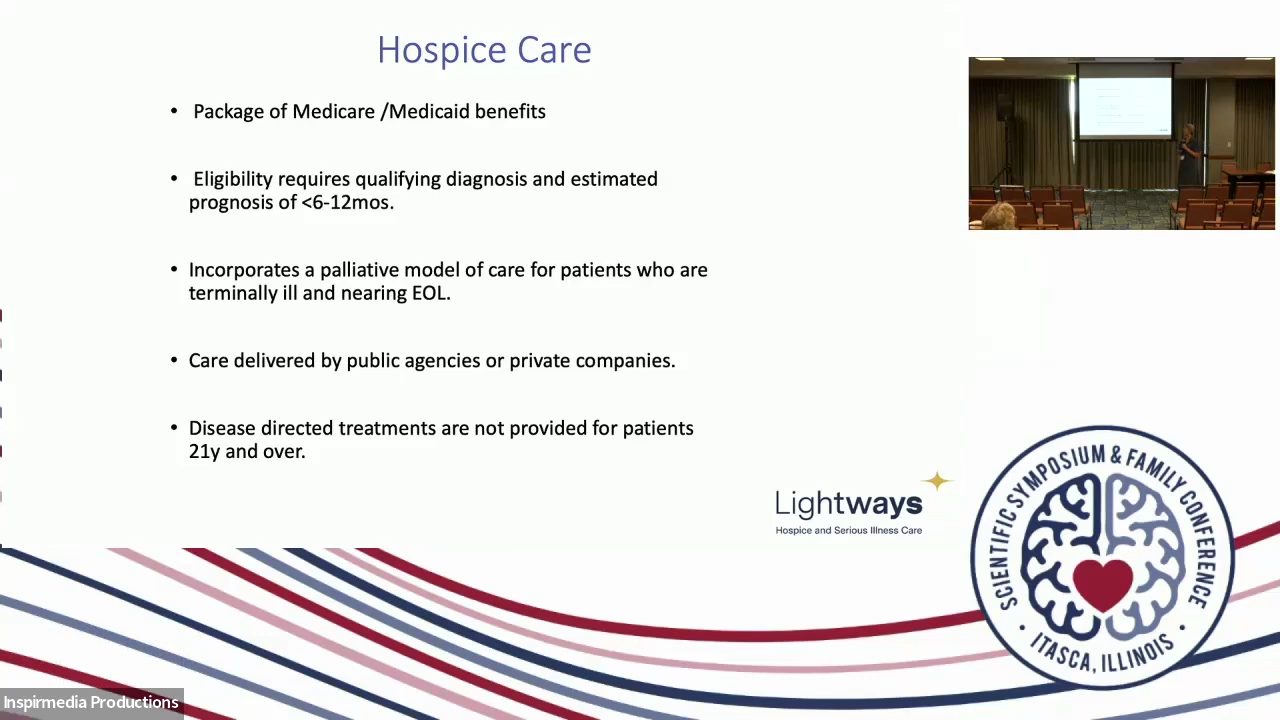 Hospice Care
• Package of Medicare /Medicaid benefits
• Eligibility requires qualifying diagnosis and estimated
prognosis of <6-12mos.
• Incorporates a palliative model of care for patients who are
terminally ill and nearing EOL.
• Care delivered by public agencies or private companies.
• Disease directed treatments are not provided for patients
21y and over.
Lightways
Hospice and Serious Illness Care
SCIENTIFIC SYMPOSIUM & FAMILY CONFERENCE
• ITASCA, ILLINOIS •
Inspirmedia Productions